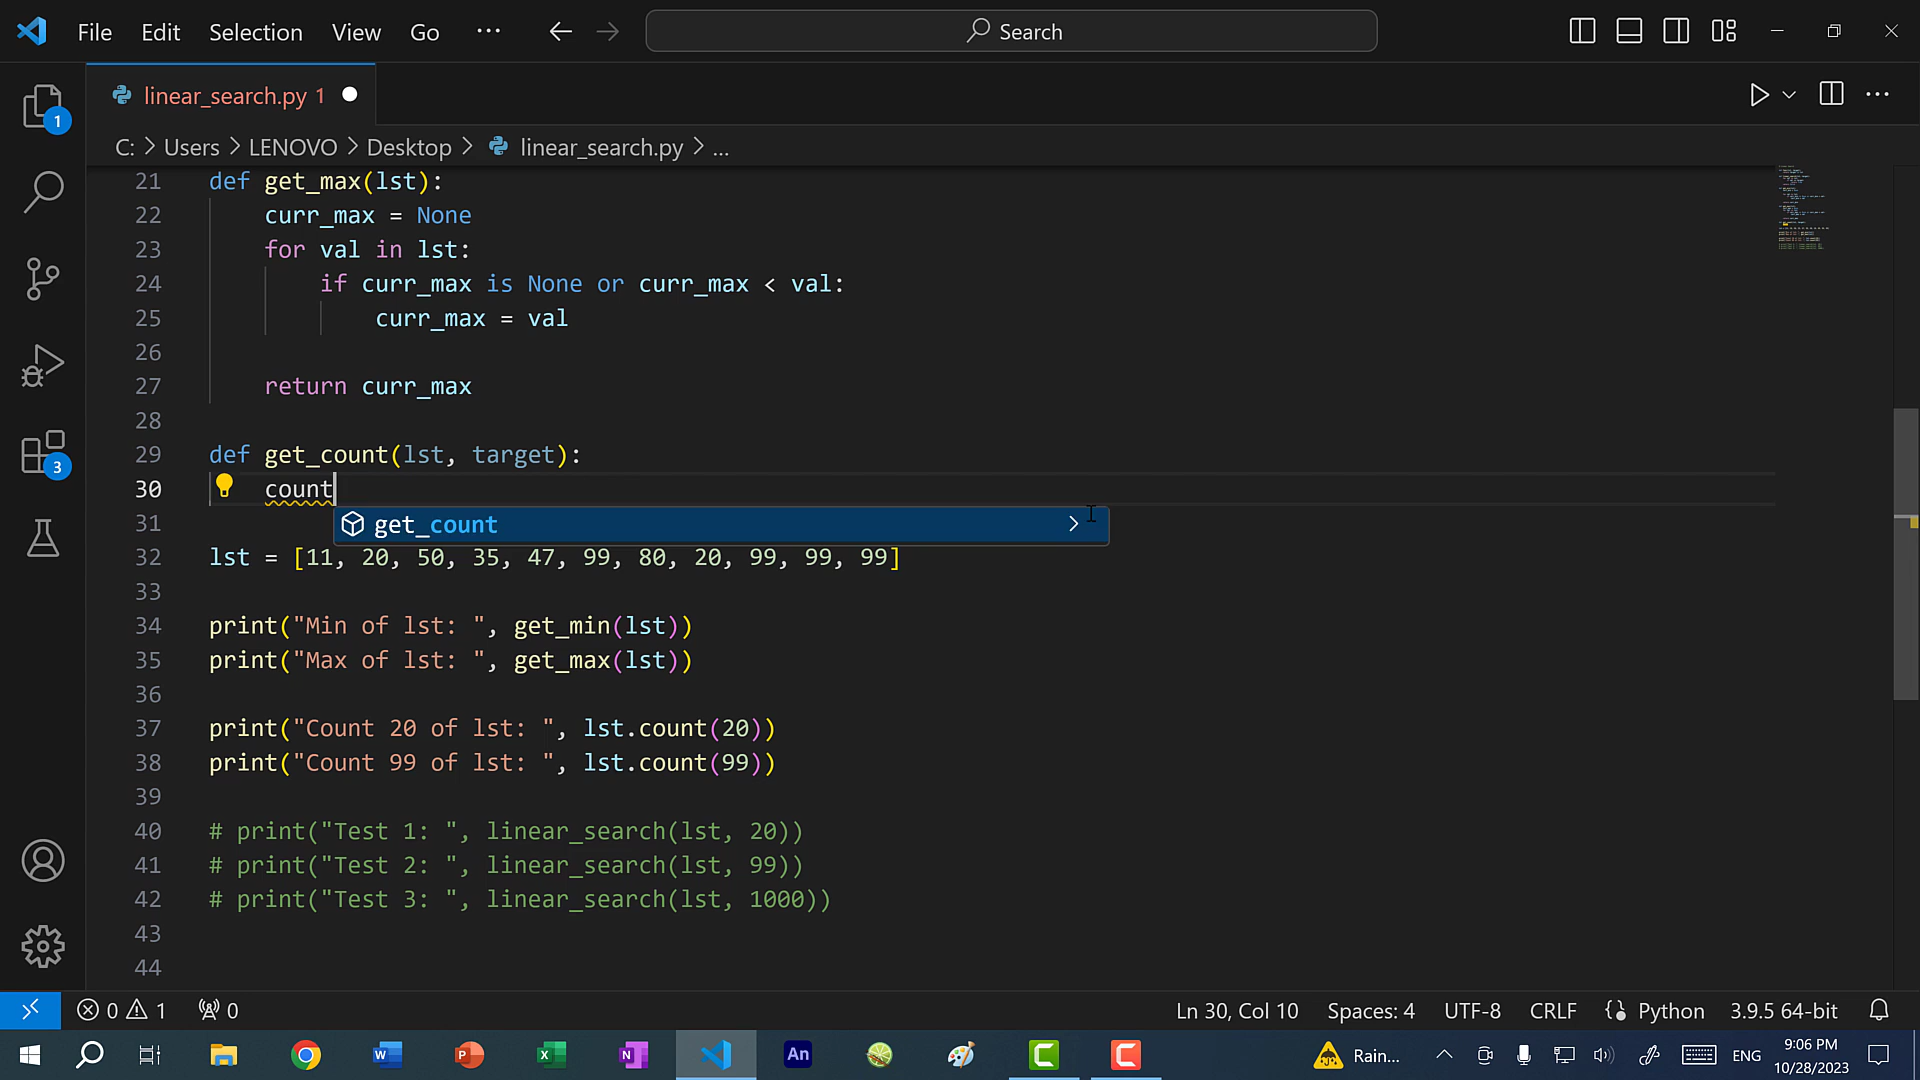 File Edit Selection View Go ··· Search
linear_search.py 1
C: > Users > LENOVO > Desktop > linear_search.py > ...
1
3
21 def get_max(lst):
22 curr_max = None
23 for val in lst:
24 if curr_max is None or curr_max < val:
25 curr_max = val
26
27 return curr_max
28
29 def get_count(lst, target):
30 count
31 get_count
32 lst = [11, 20, 50, 35, 47, 99, 80, 20, 99, 99, 99]
33
34 print("Min of lst: ", get_min(lst))
35 print("Max of lst: ", get_max(lst))
36
37 print("Count 20 of lst: ", lst.count(20))
38 print("Count 99 of lst: ", lst.count(99))
39
40 # print("Test 1: ", linear_search(lst, 20))
41 # print("Test 2: ", linear_search(lst, 99))
42 # print("Test 3: ", linear_search(lst, 1000))
43
44
0 1 0 Ln 30, Col 10 Spaces: 4 UTF-8 CRLF Python 3.9.5 64-bit
W P X N An C C Rain... ENG 9:06 PM
10/28/2023